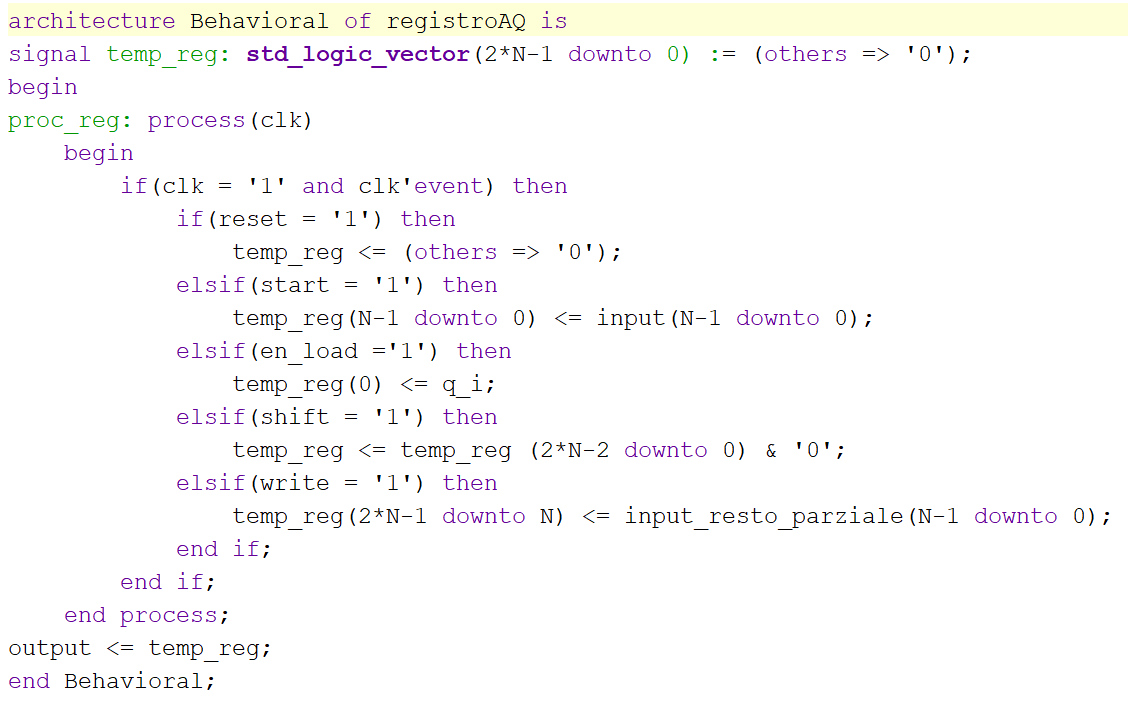 architecture Behavioral of registroAQ is
signal temp_reg: std_logic_vector(2*N-1 downto 0) := (others => '0');
begin
proc_reg: process(clk)
    begin
        if(clk = '1' and clk'event) then
            if(reset = '1') then
                temp_reg <= (others => '0');
            elsif(start = '1') then
                temp_reg(N-1 downto 0) <= input(N-1 downto 0);
            elsif(en_load ='1') then
                temp_reg(0) <= q_i;
            elsif(shift = '1') then
                temp_reg <= temp_reg (2*N-2 downto 0) & '0';
            elsif(write = '1') then
                temp_reg(2*N-1 downto N) <= input_resto_parziale(N-1 downto 0);
            end if;
        end if;
    end process;
output <= temp_reg;
end Behavioral;